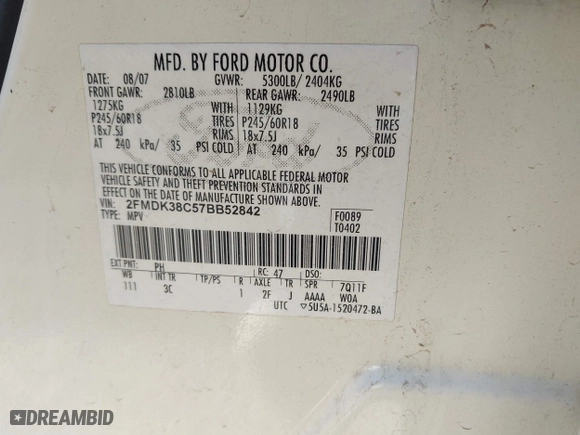 MFD. BY FORD MOTOR CO.
DATE: 08/07 GVWR: 5300LB/ 2404KG
FRONT GAWR: 2810LB REAR GAWR: 2490LB
1275KG WITH 1129KG WITH
P245/60R18 TIRES P245/60R18 TIRES
18x7.5J RIMS 18x7.5J RIMS
AT 240 kPa/ 35 PSI COLD AT 240 kPa/ 35 PSI COLD
THIS VEHICLE CONFORMS TO ALL APPLICABLE FEDERAL MOTOR
VEHICLE SAFETY AND THEFT PREVENTION STANDARDS IN
EFFECT ON THE DATE OF MANUFACTURE SHOWN ABOVE.
VIN: 2FMDK38C57BB52842
TYPE: MPV
F0089
T0402
EXT PNT: PH RC: 47 DSO:
WB INT TR TP/PS R AXLE TR SPR 7Q11F
111 3C 1 2F J AAAA WOA
UTC 5U5A-1520472-BA
DREAMBID